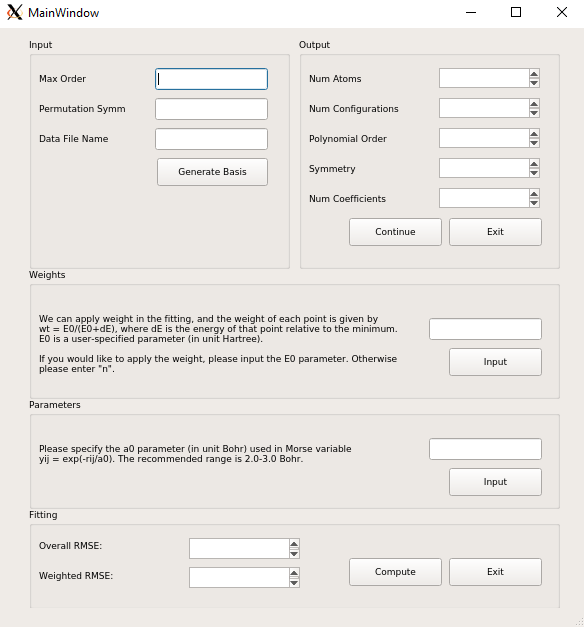 MainWindow
Input
Max Order
Permutation Symm
Data File Name
Generate Basis
Output
Num Atoms
Num Configurations
Polynomial Order
Symmetry
Num Coefficients
Continue
Exit
Weights
We can apply weight in the fitting, and the weight of each point is given by
wt = E0/(E0+dE), where dE is the energy of that point relative to the minimum.
E0 is a user-specified parameter (in unit Hartree).
If you would like to apply the weight, please input the E0 parameter. Otherwise
please enter "n".
Input
Parameters
Please specify the a0 parameter (in unit Bohr) used in Morse variable
yij = exp(-rij/a0). The recommended range is 2.0-3.0 Bohr.
Input
Fitting
Overall RMSE:
Weighted RMSE:
Compute
Exit